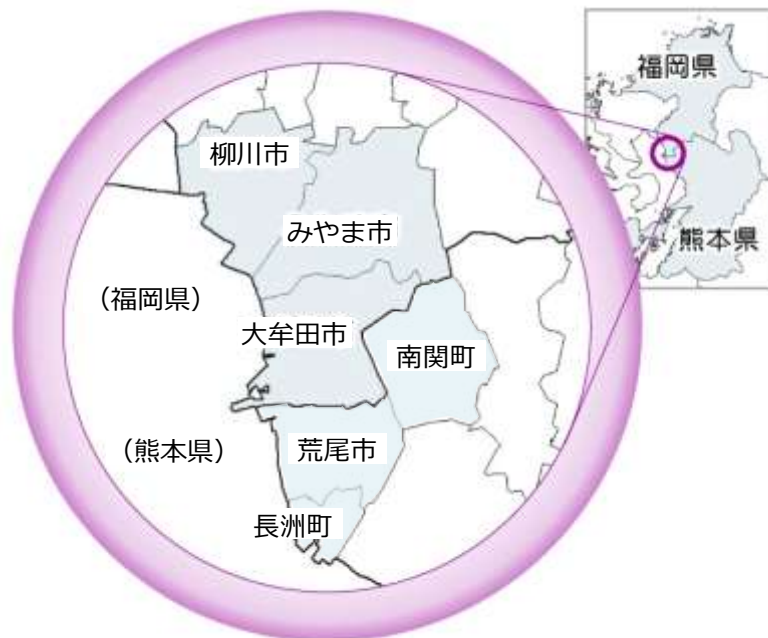 福岡県
熊本県
柳川市
みやま市
（福岡県）
大牟田市
南関町
（熊本県）
荒尾市
長洲町